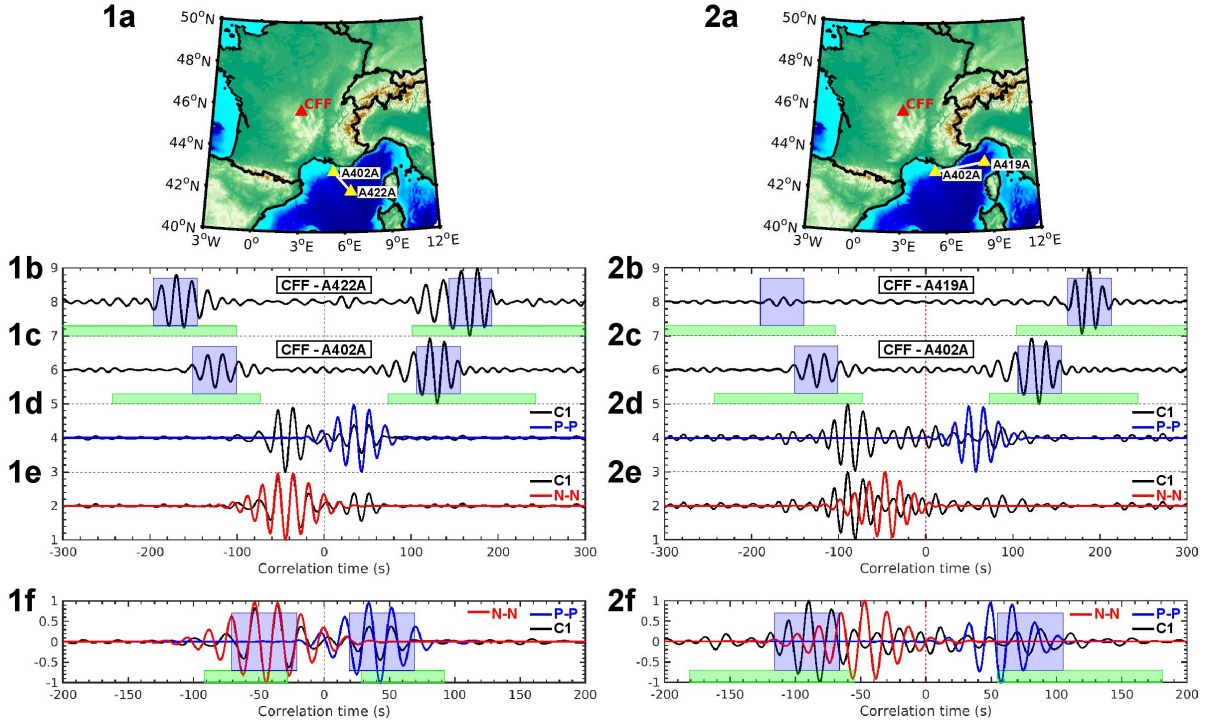 1a
50°N
48°N
46°N
44°N
42°N
40°N
3°W
0°
3°E
6°E
9°E
12°E
CFF
A402A
A422A
2a
50°N
48°N
46°N
44°N
42°N
40°N
3°W
0°
3°E
6°E
9°E
12°E
CFF
A419A
A402A
1b
1c
1d
1e
9
8
7
6
5
4
3
2
1
CFF - A422A
CFF - A402A
C1
P-P
C1
N-N
-300 -200 -100 0 100 200 300
Correlation time (s)
2b
2c
2d
2e
9
8
7
6
5
4
3
2
1
CFF - A419A
CFF - A402A
C1
P-P
C1
N-N
-300 -200 -100 0 100 200 300
Correlation time (s)
1f
1
0.5
0
-0.5
-1
N-N P-P
C1
-200 -150 -100 -50 0 50 100 150 200
Correlation time (s)
2f
1
0.5
0
-0.5
-1
N-N P-P
C1
-200 -150 -100 -50 0 50 100 150 200
Correlation time (s)